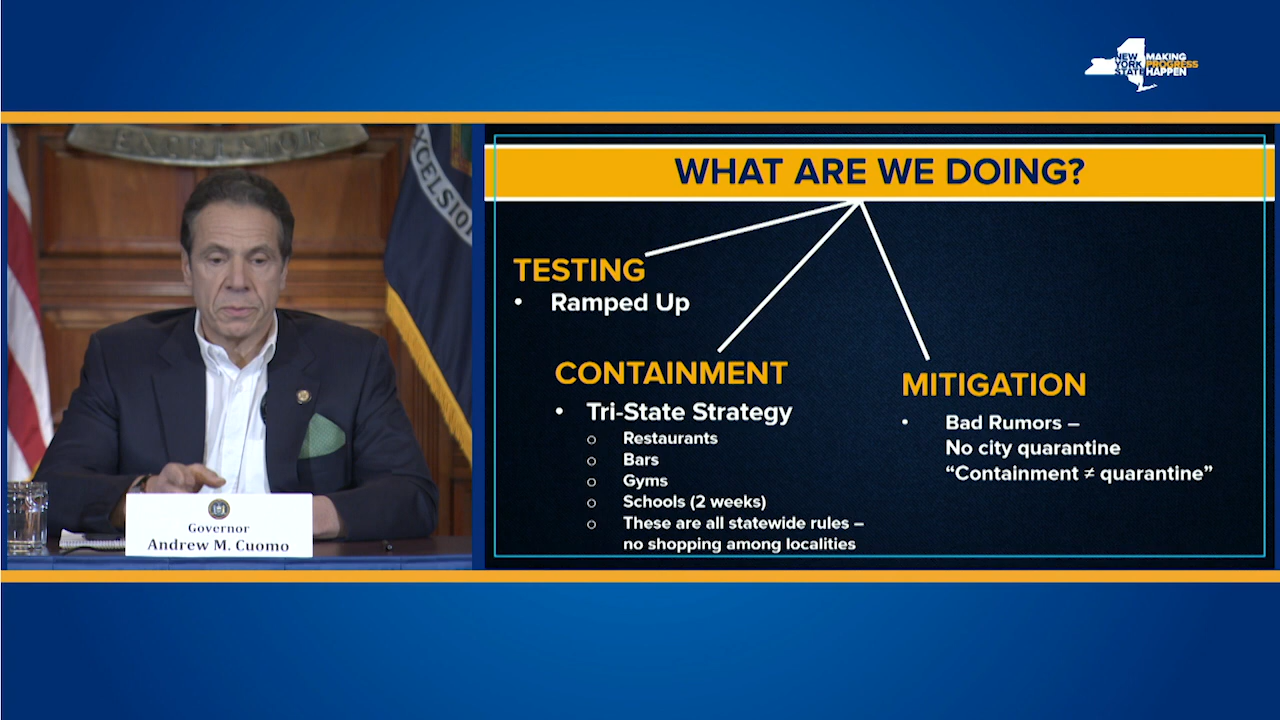 NEW
YORK
STATE
MAKING
PROGRESS
HAPPEN
EXCELSIOR
XCELSIOR
WHAT ARE WE DOING?
TESTING
• Ramped Up
CONTAINMENT
• Tri-State Strategy
o Restaurants
o Bars
o Gyms
o Schools (2 weeks)
o These are all statewide rules –
no shopping among localities
MITIGATION
• Bad Rumors –
No city quarantine
“Containment ≠ quarantine”
Governor
Andrew M. Cuomo